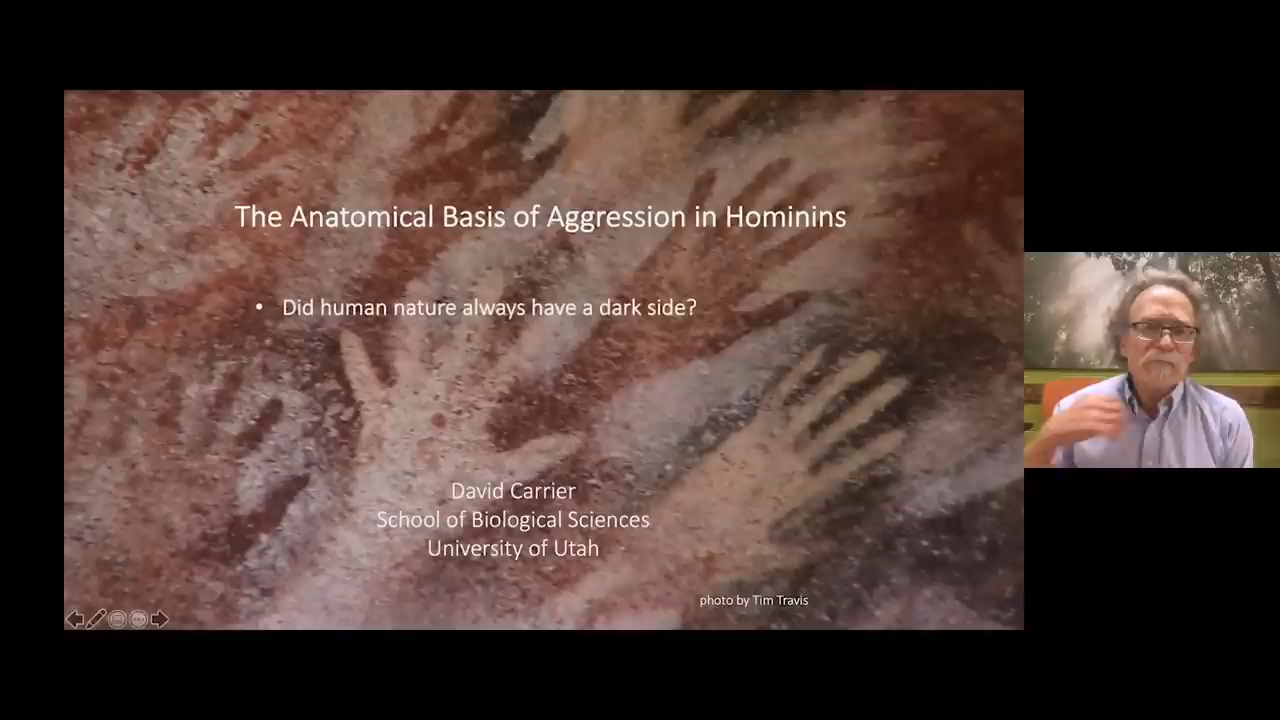 The Anatomical Basis of Aggression in Hominins
• Did human nature always have a dark side?
David Carrier
School of Biological Sciences
University of Utah
photo by Tim Travis